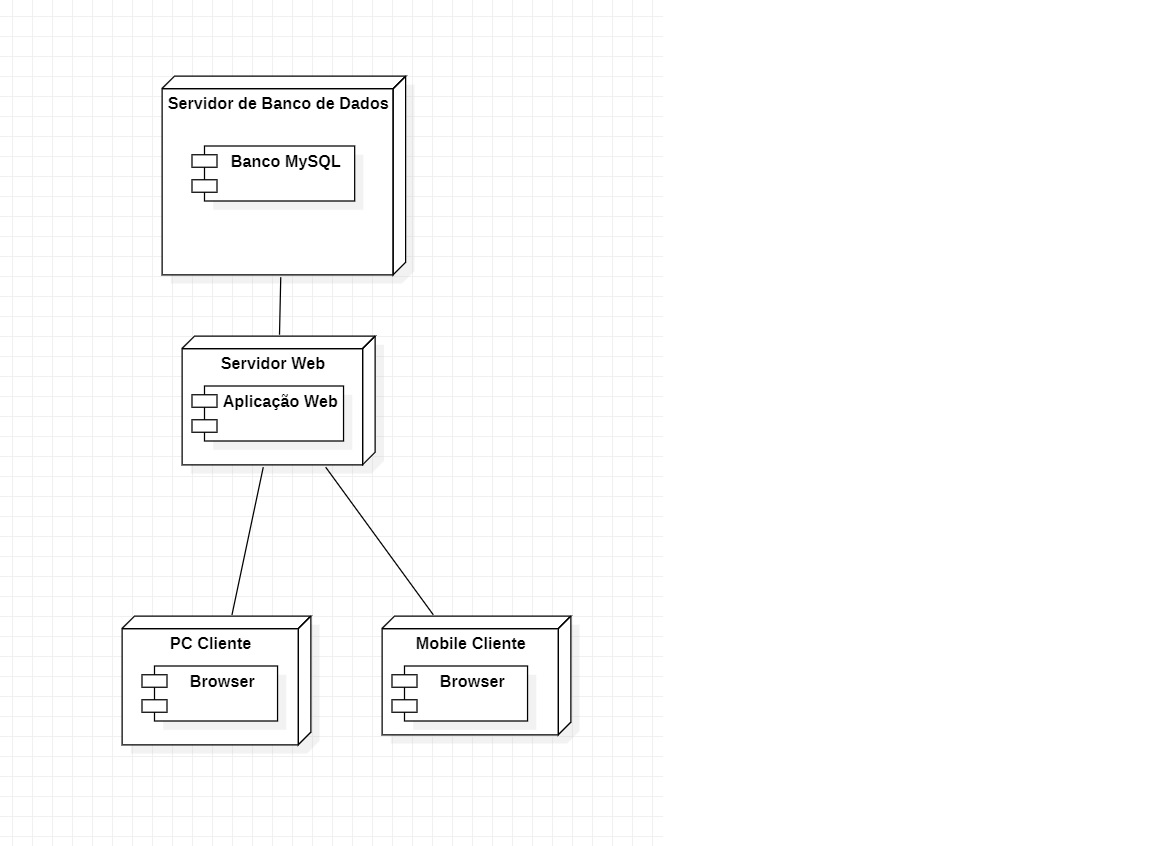 Servidor de Banco de Dados
Banco MySQL
Servidor Web
Aplicação Web
PC Cliente
Browser
Mobile Cliente
Browser